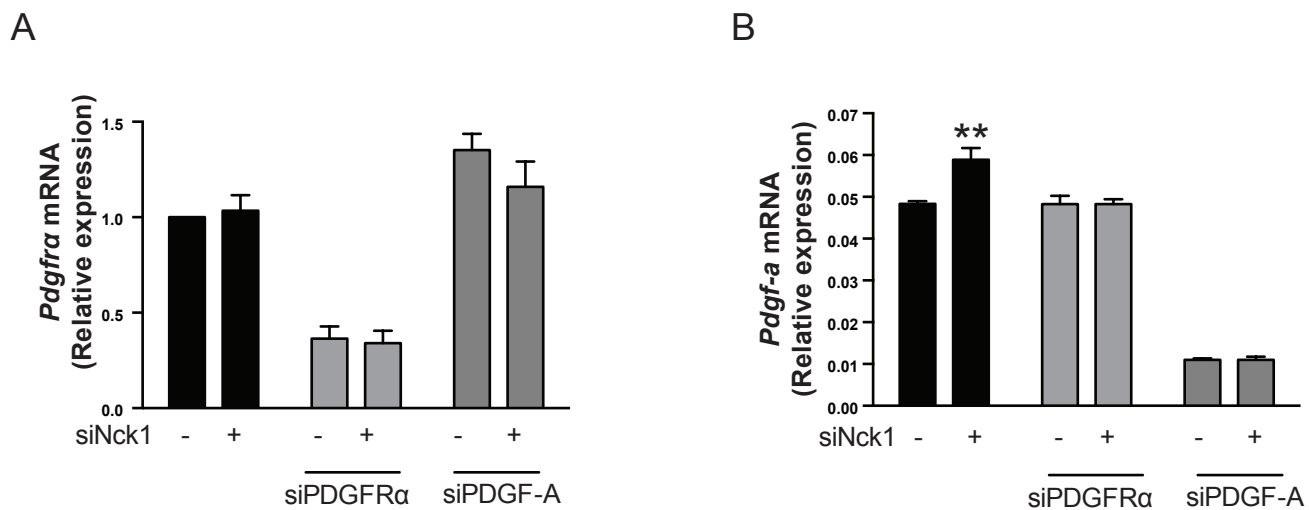 A
Pdgfrα mRNA
(Relative expression)
1.5
1.0
0.5
0.0
siNck1 - + - + - +
siPDGFRα siPDGF-A
B
Pdgf-a mRNA
(Relative expression)
0.07
0.06
0.05
0.04
0.03
0.02
0.01
0.00
**
siNck1 - + - + - +
siPDGFRα siPDGF-A